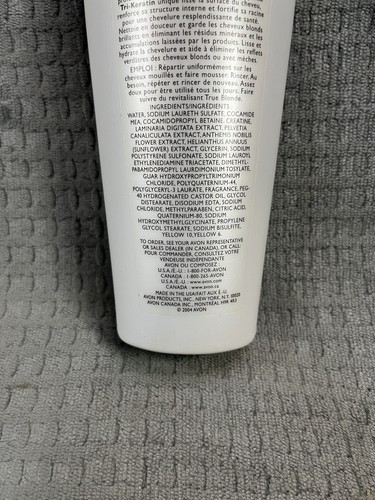 Tri-Keratin unique lisse la surface du cheveu,
renforce sa structure interne et fortifie la racine
pour une chevelure resplendissante de santé.
Nettoie en douceur et garde les cheveux blonds
brillants en éliminant les résidus minéraux et les
accumulations laissées par les produits. Lisse et
hydrate la chevelure et aide à éliminer les reflets
verdâtres des cheveux blonds ou avec mèches.
EMPLOI : Répartir uniformément sur les
cheveux mouillés et faire mousser. Rincer. Au
besoin, répéter et rincer de nouveau. Assez
doux pour être utilisé tous les jours. Faire
suivre du revitalisant True Blonde.
INGREDIENTS/INGRÉDIENTS :
WATER, SODIUM LAURETH SULFATE, COCAMIDE
MEA, COCAMIDOPROPYL BETAINE, CREATINE,
LAMINARIA DIGITATA EXTRACT, PELVETIA
CANALICULATA EXTRACT, ANTHEMIS NOBILIS
FLOWER EXTRACT, HELIANTHUS ANNUUS
(SUNFLOWER) EXTRACT, GLYCERIN, SODIUM
POLYSTYRENE SULFONATE, SODIUM LAUROYL
ETHYLENEDIAMINE TRIACETATE, DIMETHYL-
PABAMIDOPROPYL LAURDIMONIUM TOSYLATE,
GUAR HYDROXYPROPYLTRIMONIUM
CHLORIDE, POLYQUATERNIUM-44,
POLYGLYCERYL-3 LAURATE, FRAGRANCE, PEG-
40 HYDROGENATED CASTOR OIL, GLYCOL
DISTEARATE, DISODIUM EDTA, SODIUM
CHLORIDE, METHYLPARABEN, CITRIC ACID,
QUATERNIUM-80, SODIUM
HYDROXYMETHYLGLYCINATE, PROPYLENE
GLYCOL STEARATE, SODIUM BISULFITE,
YELLOW 10, YELLOW 6.
TO ORDER, SEE YOUR AVON REPRESENTATIVE
OR SALES DEALER (IN CANADA), OR CALL:
POUR COMMANDER, CONSULTEZ VOTRE
VENDEUSE INDÉPENDANTE
AVON OU COMPOSEZ :
U.S.A./É.-U. : 1-800-FOR-AVON
CANADA : 1-800-265-AVON
U.S.A./É.-U. : www.avon.com
CANADA : www.avon.ca
MADE IN THE USA/FAIT AUX É.-U.
AVON PRODUCTS, INC., NEW YORK, N.Y. 10020
AVON CANADA INC., MONTRÉAL H9R 4R3
© 2004 AVON